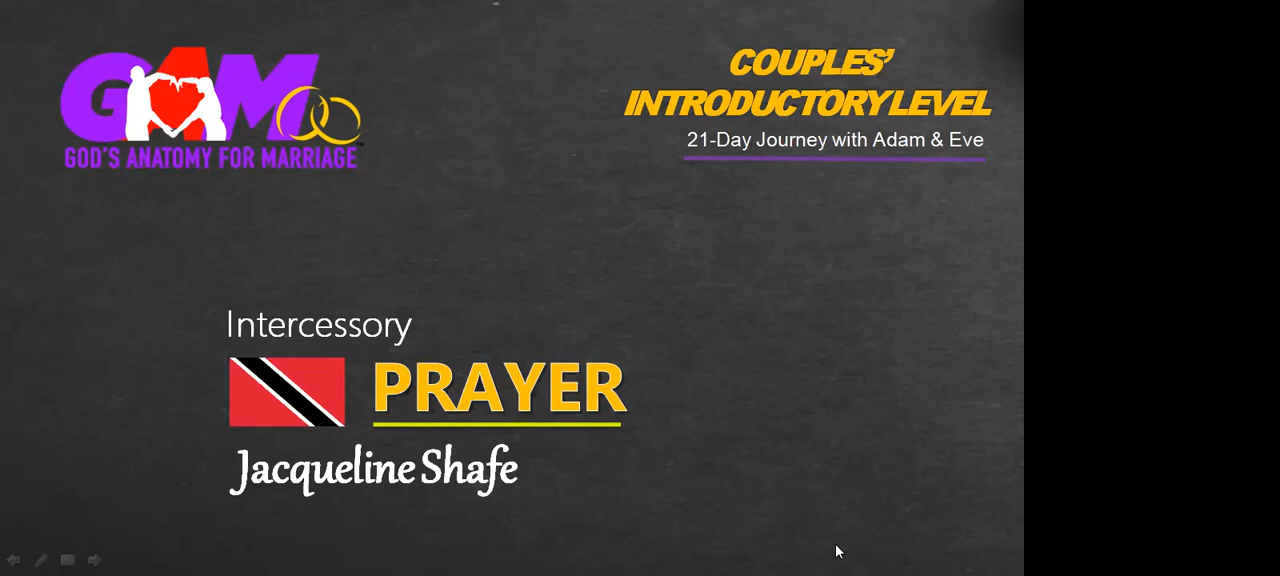 GAM
GOD'S ANATOMY FOR MARRIAGE
COUPLES'
INTRODUCTORY LEVEL
21-Day Journey with Adam & Eve
Intercessory
PRAYER
Jacqueline Shafe